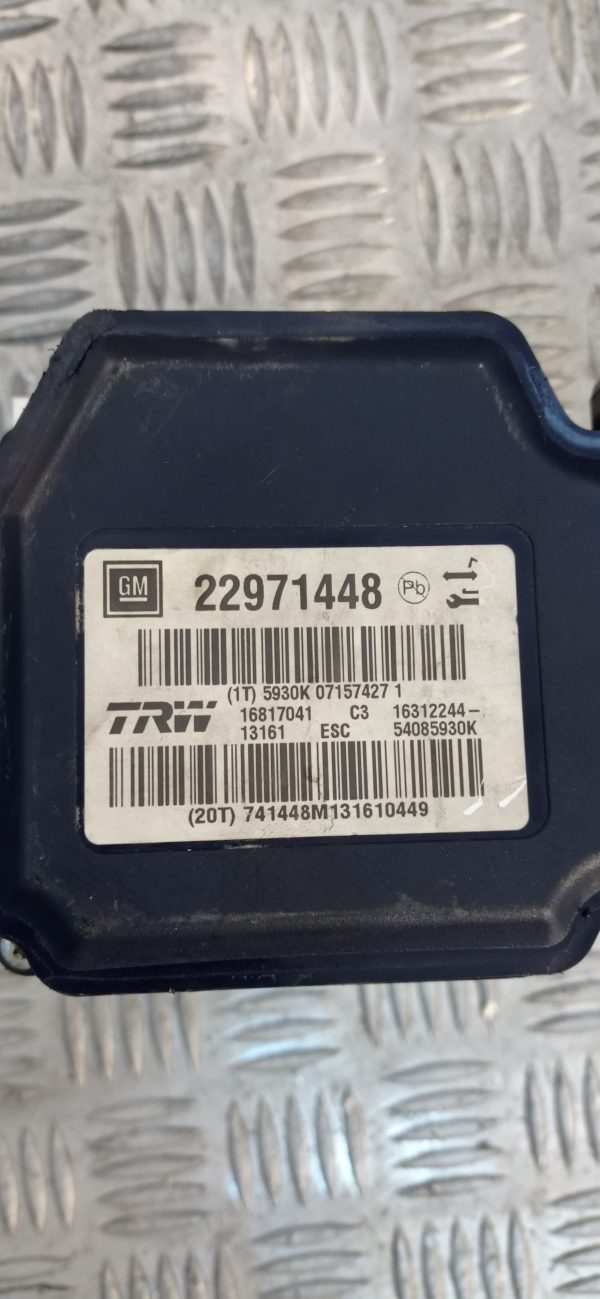 GM 22971448 Pb
(1T) 5930K 07157427 1
TRW 16817041 C3 16312244-
13161 ESC 54085930K
(20T) 741448M131610449